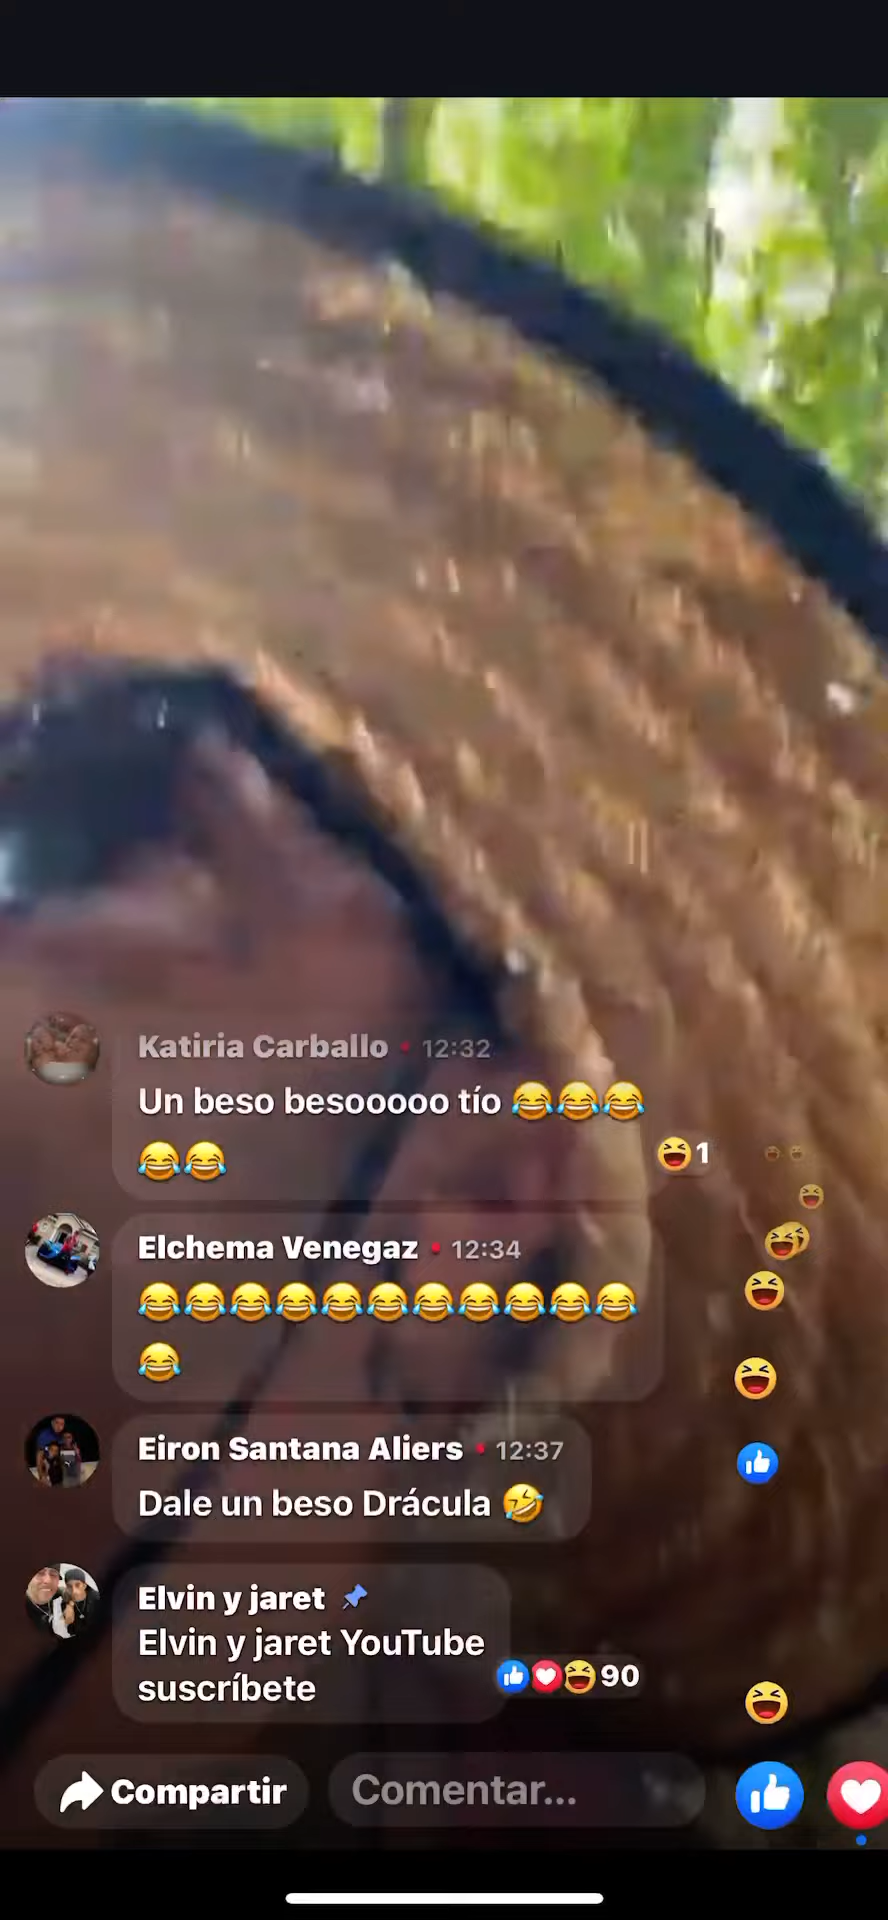 Katiria Carballo • 12:32
Un beso besooooo tío 😂😂😂
😂😂
😆1
Elchema Venegaz • 12:34
😂😂😂😂😂😂😂😂😂😂😂
😂
Eiron Santana Aliers • 12:37
Dale un beso Drácula 🤣
Elvin y jaret 📌
Elvin y jaret YouTube
suscríbete
👍❤️😆 90
Compartir
Comentar...